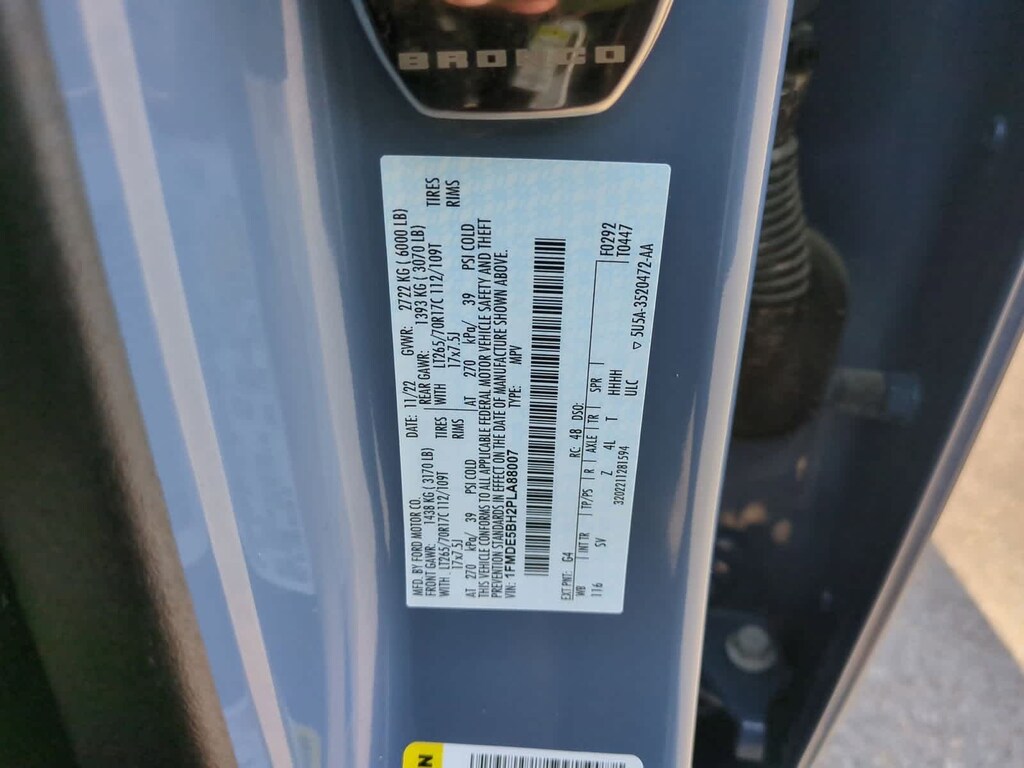 BRONCO
MFD. BY FORD MOTOR CO. DATE: 11/22 GVWR: 2722 KG ( 6000 LB)
FRONT GAWR: 1438 KG ( 3170 LB) REAR GAWR: 1393 KG ( 3070 LB)
WITH LT265/70R17C 112/109T TIRES WITH LT265/70R17C 112/109T TIRES
17x7.5J RIMS 17x7.5J RIMS
AT 270 kPa/ 39 PSI COLD AT 270 kPa/ 39 PSI COLD
THIS VEHICLE CONFORMS TO ALL APPLICABLE FEDERAL MOTOR VEHICLE SAFETY AND THEFT
PREVENTION STANDARDS IN EFFECT ON THE DATE OF MANUFACTURE SHOWN ABOVE.
VIN: 1FMDE5BH2PLA88007 TYPE: MPV
EXT PNT: G4 RC: 48 DSO: F0292
WB INT TR TP/PS R AXLE TR SPR T0447
116 5V Z 4L T HHHH
3202211281594 ULC ▽ 5U5A-3520472-AA